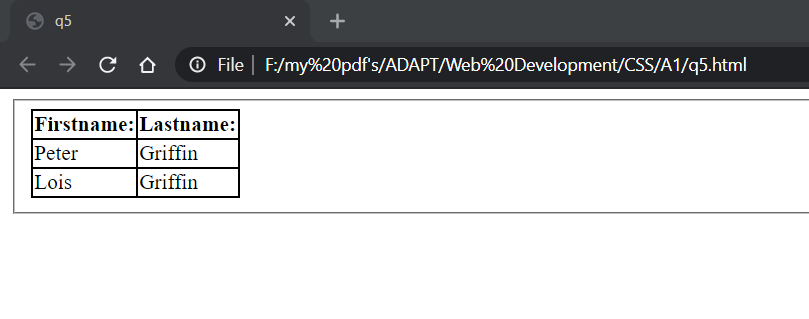 q5
File F:/my%20pdf's/ADAPT/Web%20Development/CSS/A1/q5.html
Firstname: Lastname:
Peter Griffin
Lois Griffin